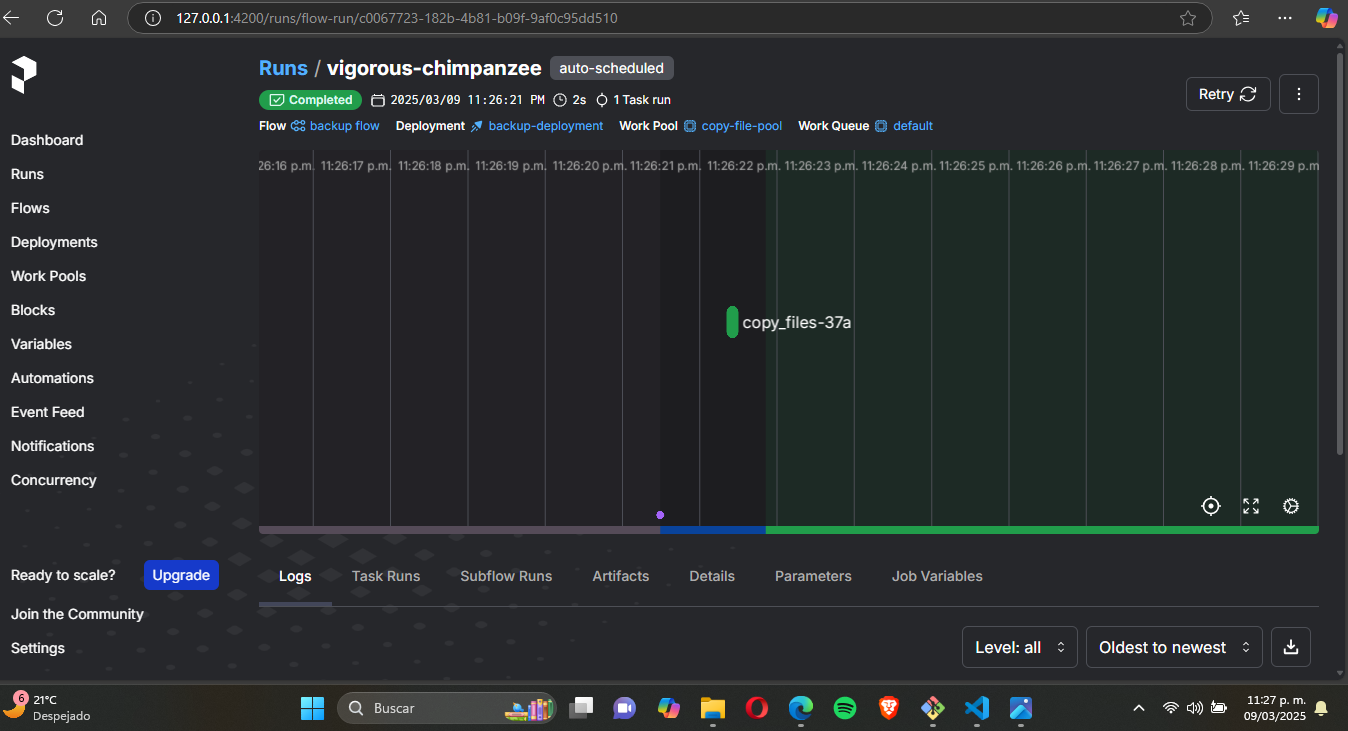 127.0.0.1:4200/runs/flow-run/c0067723-182b-4b81-b09f-9af0c95dd510
Runs / vigorous-chimpanzee auto-scheduled
Completed 2025/03/09 11:26:21 PM 2s 1 Task run
Retry
Flow backup flow Deployment backup-deployment Work Pool copy-file-pool Work Queue default
Dashboard
Runs
Flows
Deployments
Work Pools
Blocks
Variables
Automations
Event Feed
Notifications
Concurrency
Ready to scale? Upgrade
Join the Community
Settings
26:16 p.m. 11:26:17 p.m. 11:26:18 p.m. 11:26:19 p.m. 11:26:20 p.m. 11:26:21 p.m. 11:26:22 p.m. 11:26:23 p.m. 11:26:24 p.m. 11:26:25 p.m. 11:26:26 p.m. 11:26:27 p.m. 11:26:28 p.m. 11:26:29 p.m
copy_files-37a
Logs Task Runs Subflow Runs Artifacts Details Parameters Job Variables
Level: all Oldest to newest
6
21°C
Despejado
Buscar
11:27 p. m.
09/03/2025